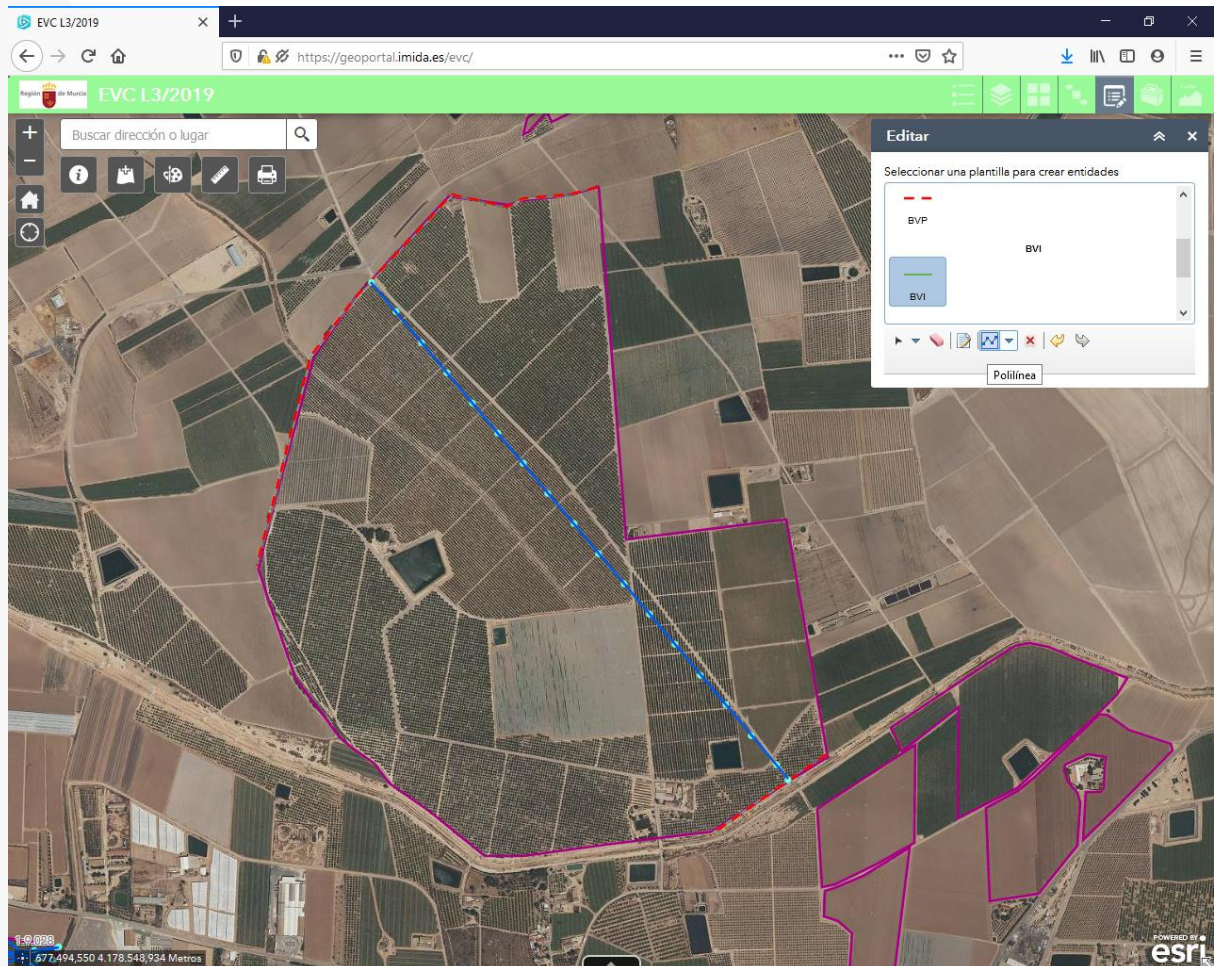 EVC L3/2019
https://geoportal.imida.es/evc/
Región de Murcia
EVC L3/2019
Buscar dirección o lugar
Editar
Seleccionar una plantilla para crear entidades
BVP
BVI
BVI
Polilínea
1:9.028
677.494,550 4.178.548,934 Metros
POWERED BY
esri